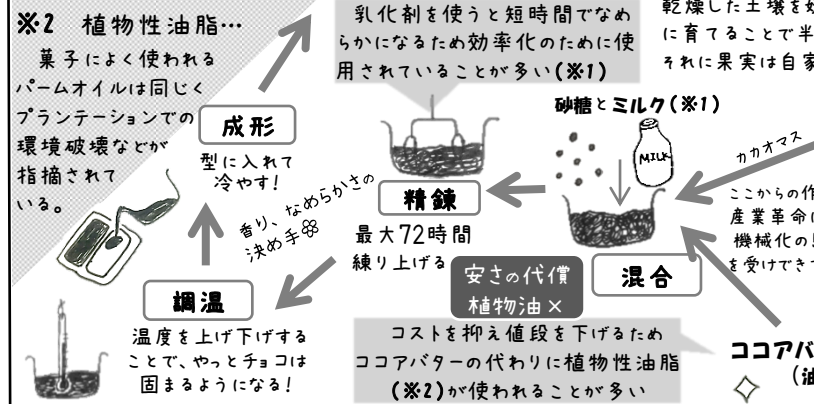 ※2 植物性油脂…
菓子によく使われる
パームオイルは同じく
プランテーションでの
環境破壊などが
指摘されて
いる。
乳化剤を使うと短時間でなめ
らかになるため効率化のために使
用されていることが多い(※1)
乾燥した土壌を
に育てることで半
それに果実は自家
砂糖とミルク(※1)
MILK
カカオマス
ここからの作
産業革命
機械化の
を受けでき
成形
型に入れて
冷やす!
香り、なめらかさの
決め手
精錬
最大72時間
練り上げる
混合
安さの代償
植物油×
調温
温度を上げ下げする
ことで、やっとチョコは
固まるようになる!
コストを抑え値段を下げるため
ココアバターの代わりに植物性油脂
(※2)が使われることが多い
ココアバ
(油